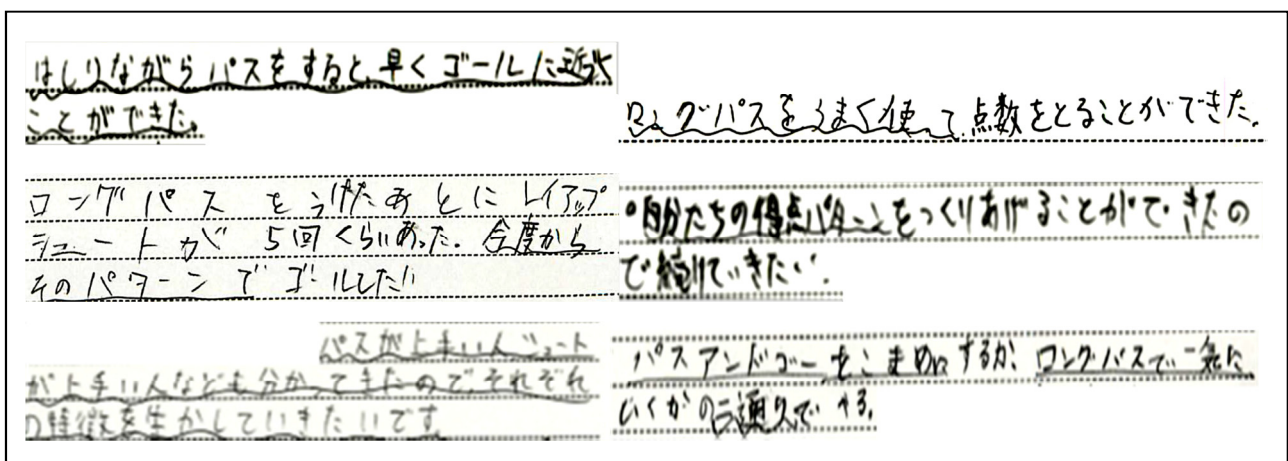 はしりながらパスをすると、早くゴールに近づく
ことができた。
ロングパスをうけたあとにレイアップ
シュートが5回くらいあった。今度から
そのパターンでゴールしたい
パスが上手い人シュート
が上手い人なども分かってきたので、それぞれ
の特徴を生かしていきたいです
ロングパスをうまく使って点数をとることができた。
自分たちの得点パターンをつくりあげることができたの
で続けていきたい。
パスアンドゴーをこまめにするか、ロングパスで一気に
いくかの二通りで